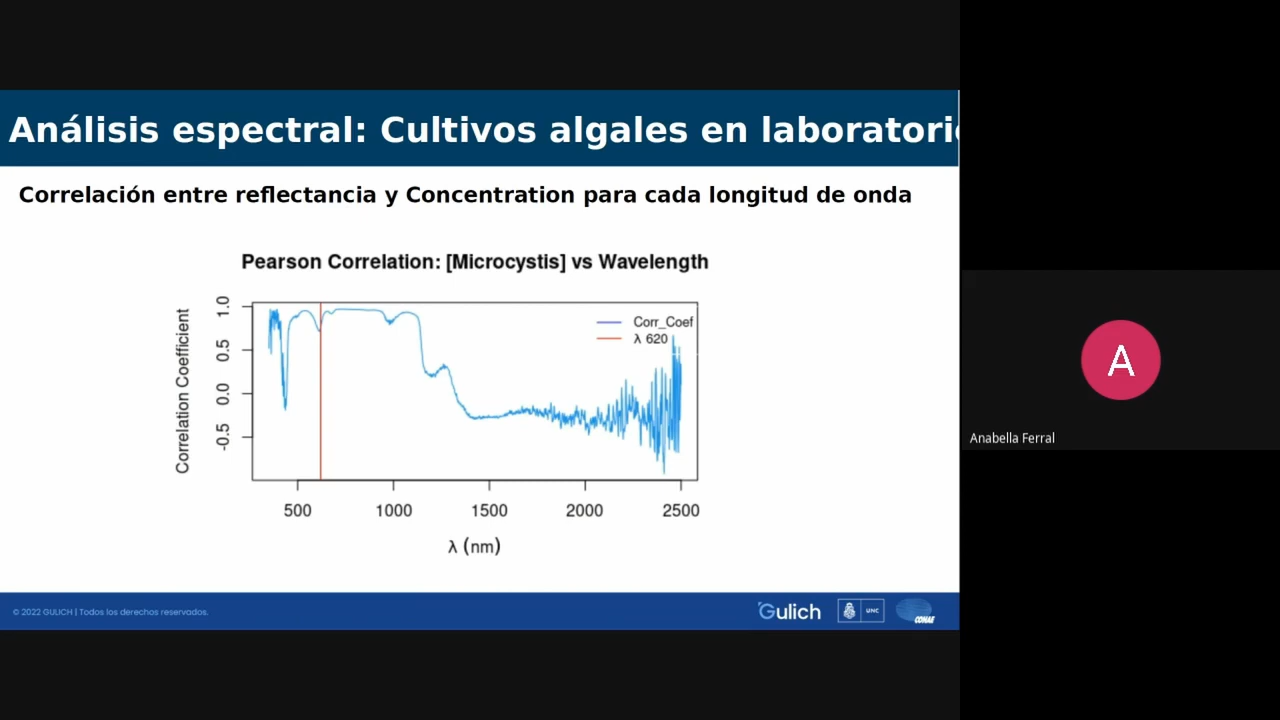 Análisis espectral: Cultivos algales en laboratorio
Correlación entre reflectancia y Concentration para cada longitud de onda
Pearson Correlation: [Microcystis] vs Wavelength
Correlation Coefficient
1.0
0.5
0.0
-0.5
Corr_Coef
λ 620
500 1000 1500 2000 2500
λ (nm)
© 2022 GULICH | Todos los derechos reservados.
Gulich
UNC
CONAE
A
Anabella Ferral